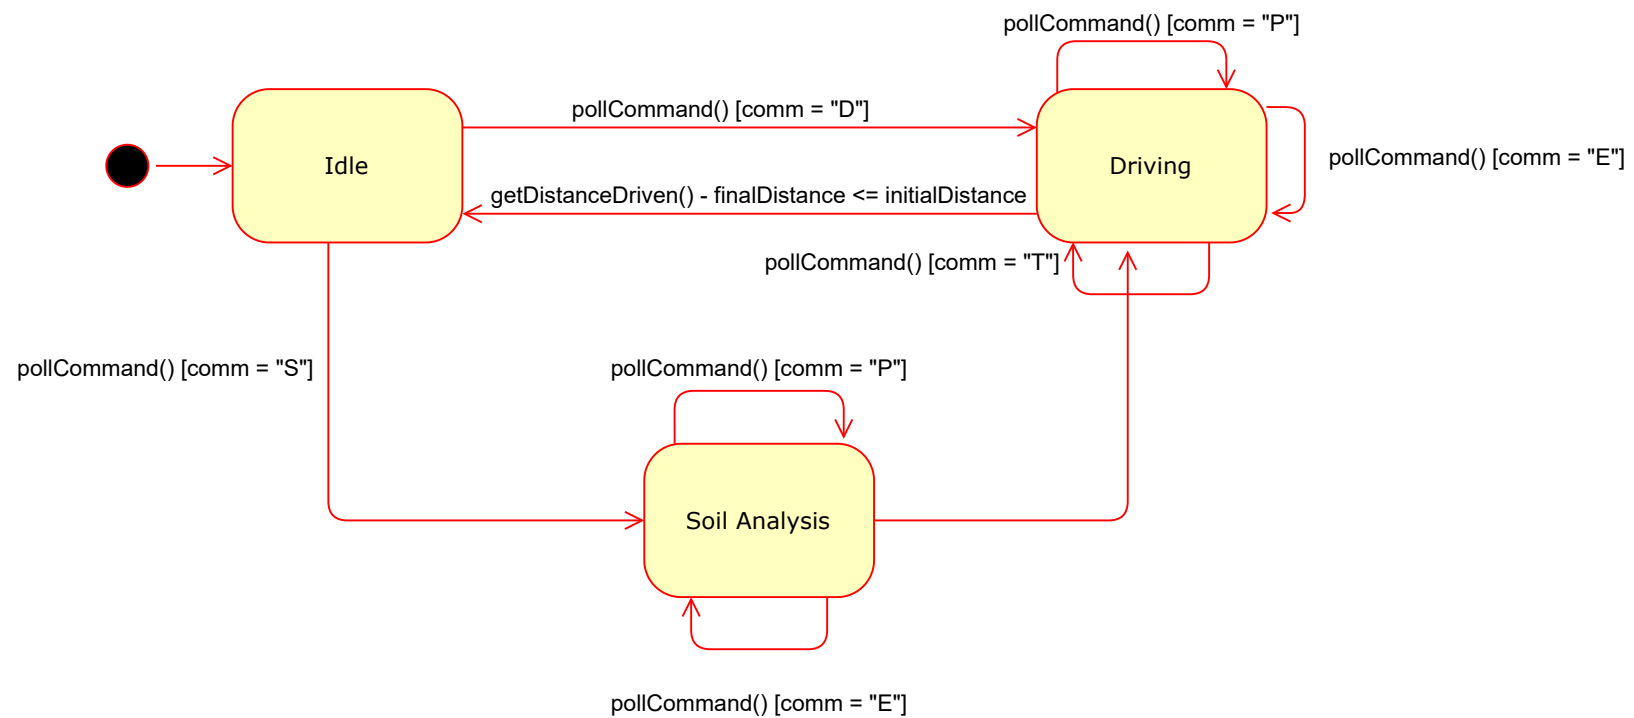 pollCommand() [comm = "P"]
pollCommand() [comm = "D"]
Idle
Driving
pollCommand() [comm = "E"]
getDistanceDriven() - finalDistance <= initialDistance
pollCommand() [comm = "T"]
pollCommand() [comm = "S"]
pollCommand() [comm = "P"]
Soil Analysis
pollCommand() [comm = "E"]